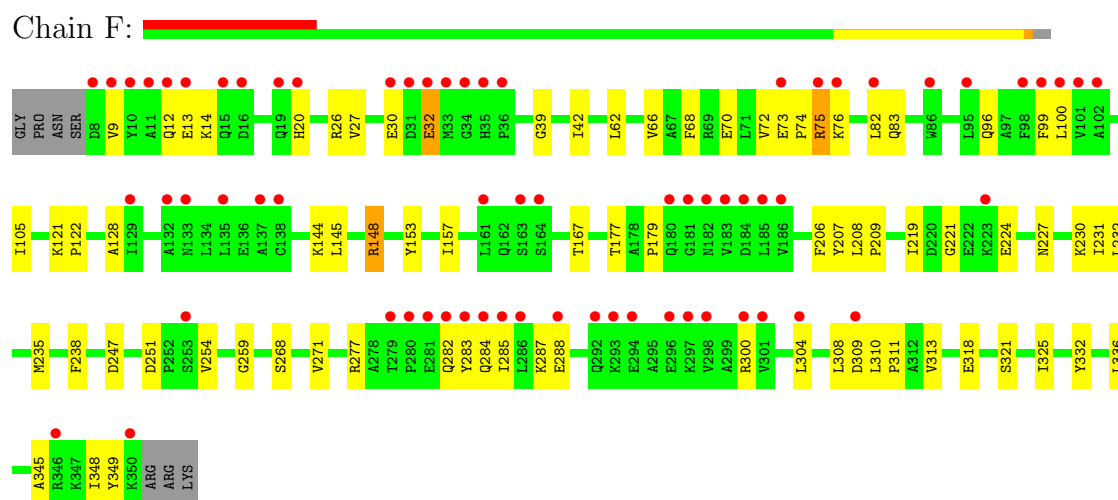 Chain F:
GLY PRO ASN SER D8 Y9 Y10 A11 Q12 E13 K14 Q15 D16 Q19 H20 R26 V27 E30 D31 E32 M33 G34 H35 P36 G39 I42 L62 V66 A67 F68 R69 E70 L71 V72 E73 P74 R75 K76 L82 Q83 W86 L95 Q96 A97 F98 F99 L100 V101 A102
I105 K121 P122 A128 I129 A132 N133 L134 L135 E136 A137 C138 K144 L145 R148 Y153 I157 L161 Q162 S163 S164 T167 T177 A178 P179 Q180 G181 N182 V183 D184 L185 V186 F206 Y207 L208 P209 I219 D220 G221 E222 K223 E224 N227 K230 I231 L232
M235 F238 D247 D251 P252 S253 V254 G259 S268 V271 R277 A278 T279 P280 E281 Q282 Y283 Q284 I285 L286 K287 E288 Q292 K293 E294 A295 E296 K297 V298 A299 R300 V301 L304 L308 D309 L310 P311 A312 V313 E318 S321 I325 Y332 L336
A345 R346 K347 I348 Y349 K350 ARG ARG LYS